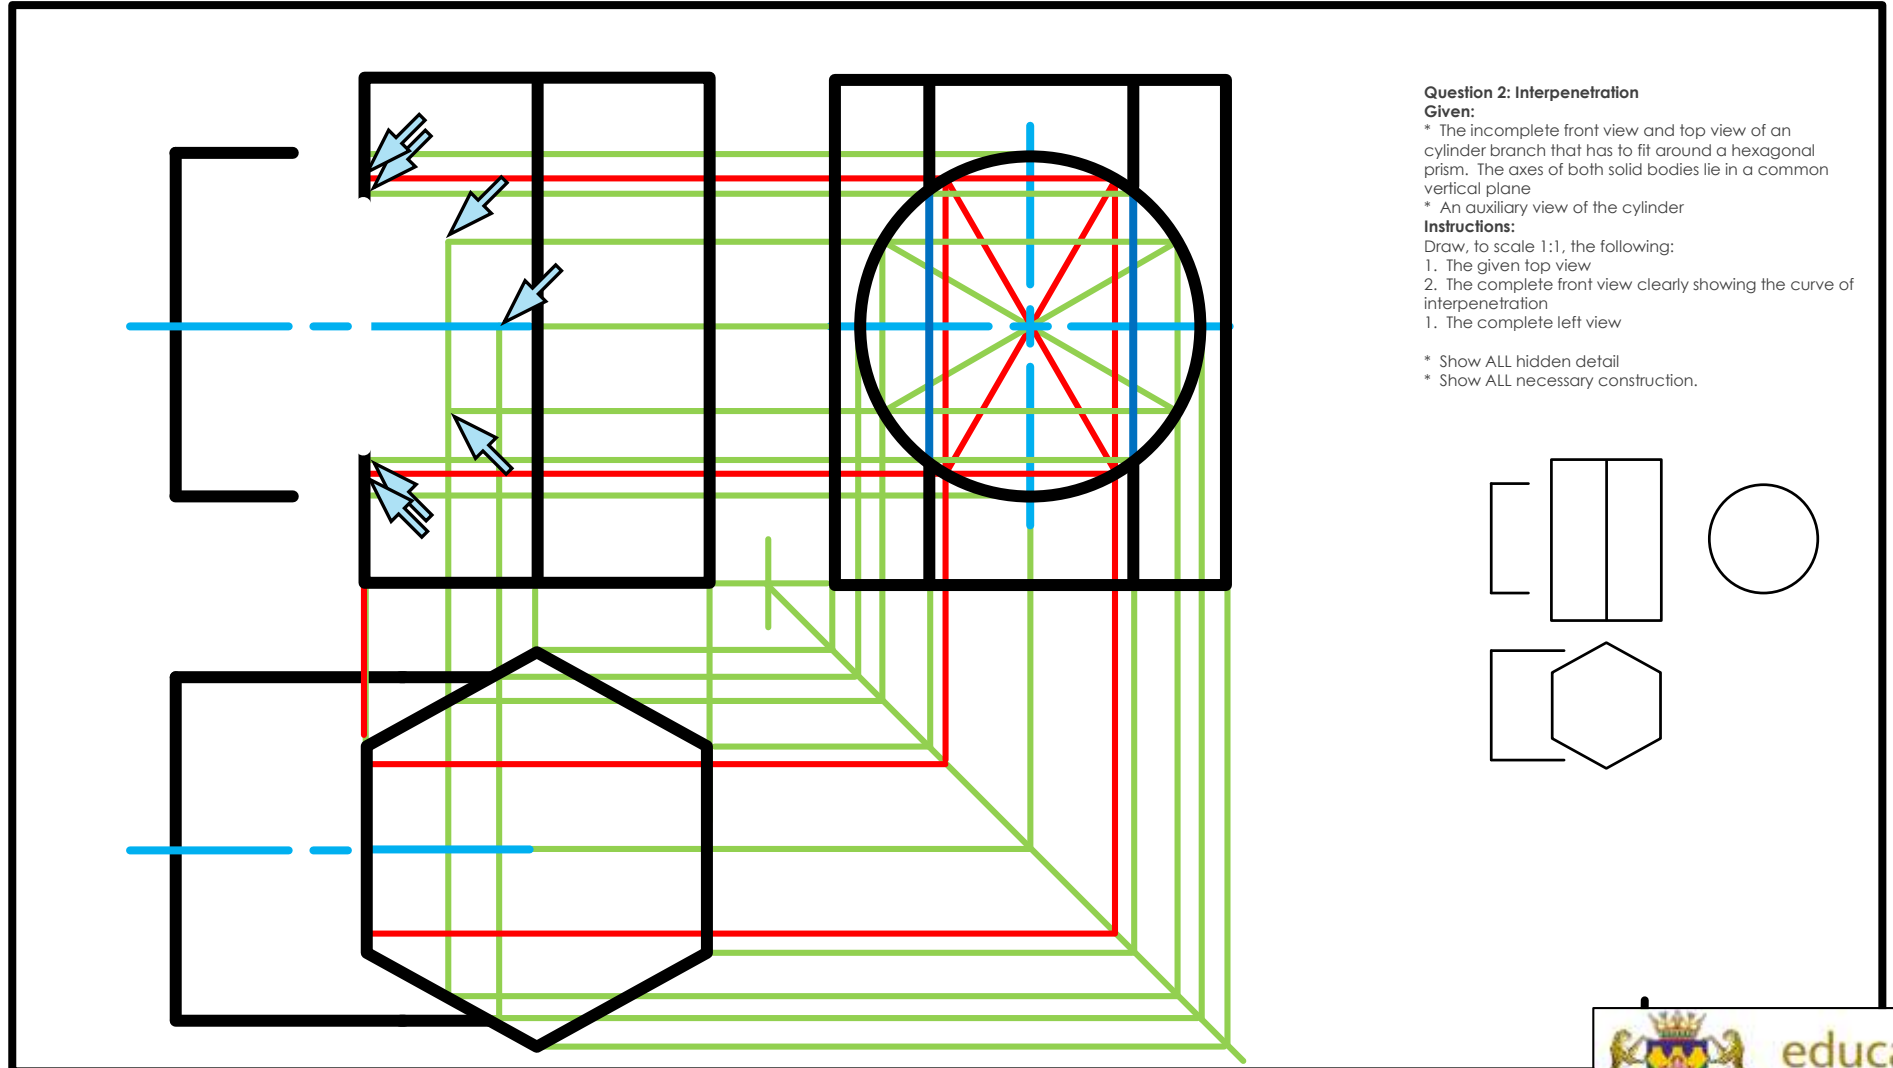 Question 2: Interpenetration
Given:
* The incomplete front view and top view of an
cylinder branch that has to fit around a hexagonal
prism. The axes of both solid bodies lie in a common
vertical plane
* An auxiliary view of the cylinder
Instructions:
Draw, to scale 1:1, the following:
1. The given top view
2. The complete front view clearly showing the curve of
interpenetration
1. The complete left view
* Show ALL hidden detail
* Show ALL necessary construction.